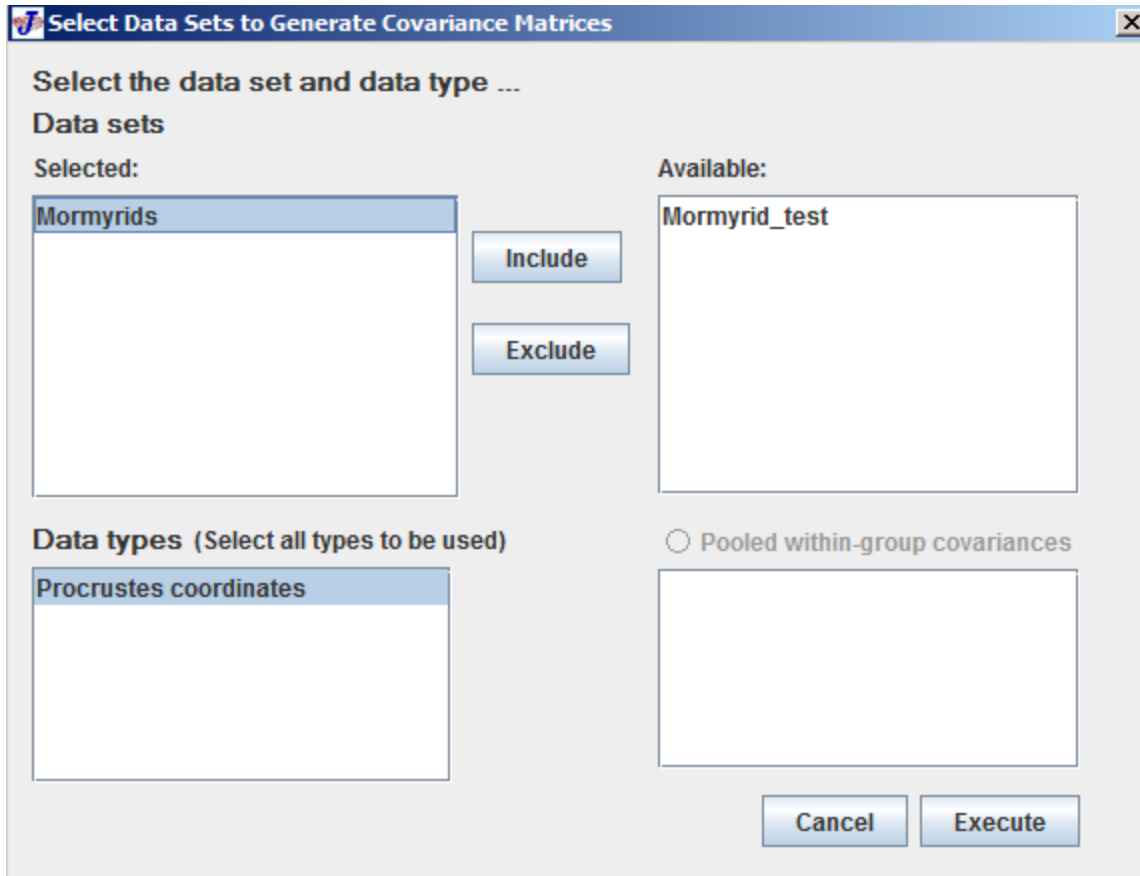 Select Data Sets to Generate Covariance Matrices
Select the data set and data type ...
Data sets
Selected:
Available:
Mormyrids
Mormyrid_test
Include
Exclude
Data types (Select all types to be used)
Pooled within-group covariances
Procrustes coordinates
Cancel
Execute